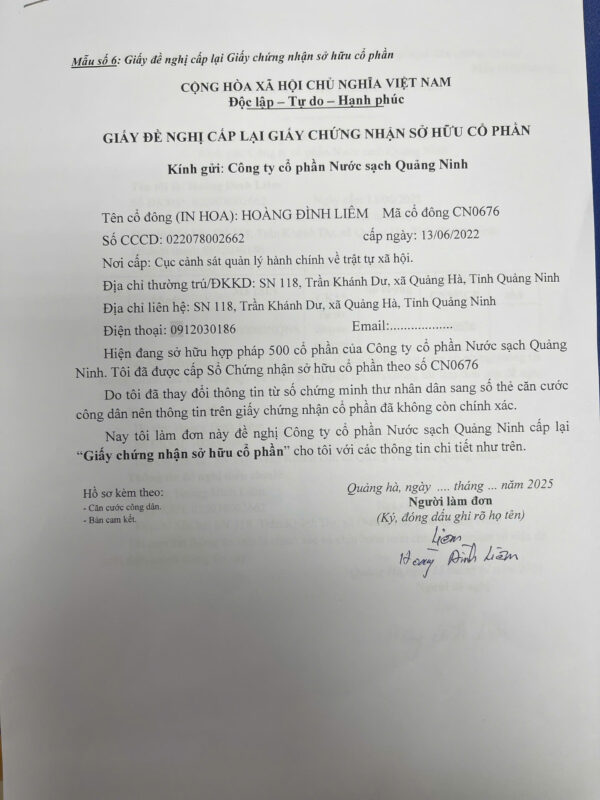 Mẫu số 6: Giấy đề nghị cấp lại Giấy chứng nhận sở hữu cổ phần
CỘNG HÒA XÃ HỘI CHỦ NGHĨA VIỆT NAM
Độc lập – Tự do – Hạnh phúc
GIẤY ĐỀ NGHỊ CẤP LẠI GIẤY CHỨNG NHẬN SỞ HỮU CỔ PHẦN
Kính gửi: Công ty cổ phần Nước sạch Quảng Ninh
Tên cổ đông (IN HOA): HOÀNG ĐÌNH LIÊM Mã cổ đông CN0676
Số CCCD: 022078002662 cấp ngày: 13/06/2022
Nơi cấp: Cục cảnh sát quản lý hành chính về trật tự xã hội.
Địa chỉ thường trú/ĐKKD: SN 118, Trần Khánh Dư, xã Quảng Hà, Tỉnh Quảng Ninh
Địa chỉ liên hệ: SN 118, Trần Khánh Dư, xã Quảng Hà, Tỉnh Quảng Ninh
Điện thoại: 0912030186 Email:..................
Hiện đang sở hữu hợp pháp 500 cổ phần của Công ty cổ phần Nước sạch Quảng
Ninh. Tôi đã được cấp Sổ Chứng nhận sở hữu cổ phần theo số CN0676
Do tôi đã thay đổi thông tin từ số chứng minh thư nhân dân sang số thẻ căn cước
công dân nên thông tin trên giấy chứng nhận cổ phần đã không còn chính xác.
Nay tôi làm đơn này đề nghị Công ty cổ phần Nước sạch Quảng Ninh cấp lại
“Giấy chứng nhận sở hữu cổ phần” cho tôi với các thông tin chi tiết như trên.
Hồ sơ kèm theo:
- Căn cước công dân.
- Bản cam kết.
Quảng hà, ngày .... tháng ... năm 2025
Người làm đơn
(Ký, đóng dấu ghi rõ họ tên)
Liêm
Hoàng Đình Liêm